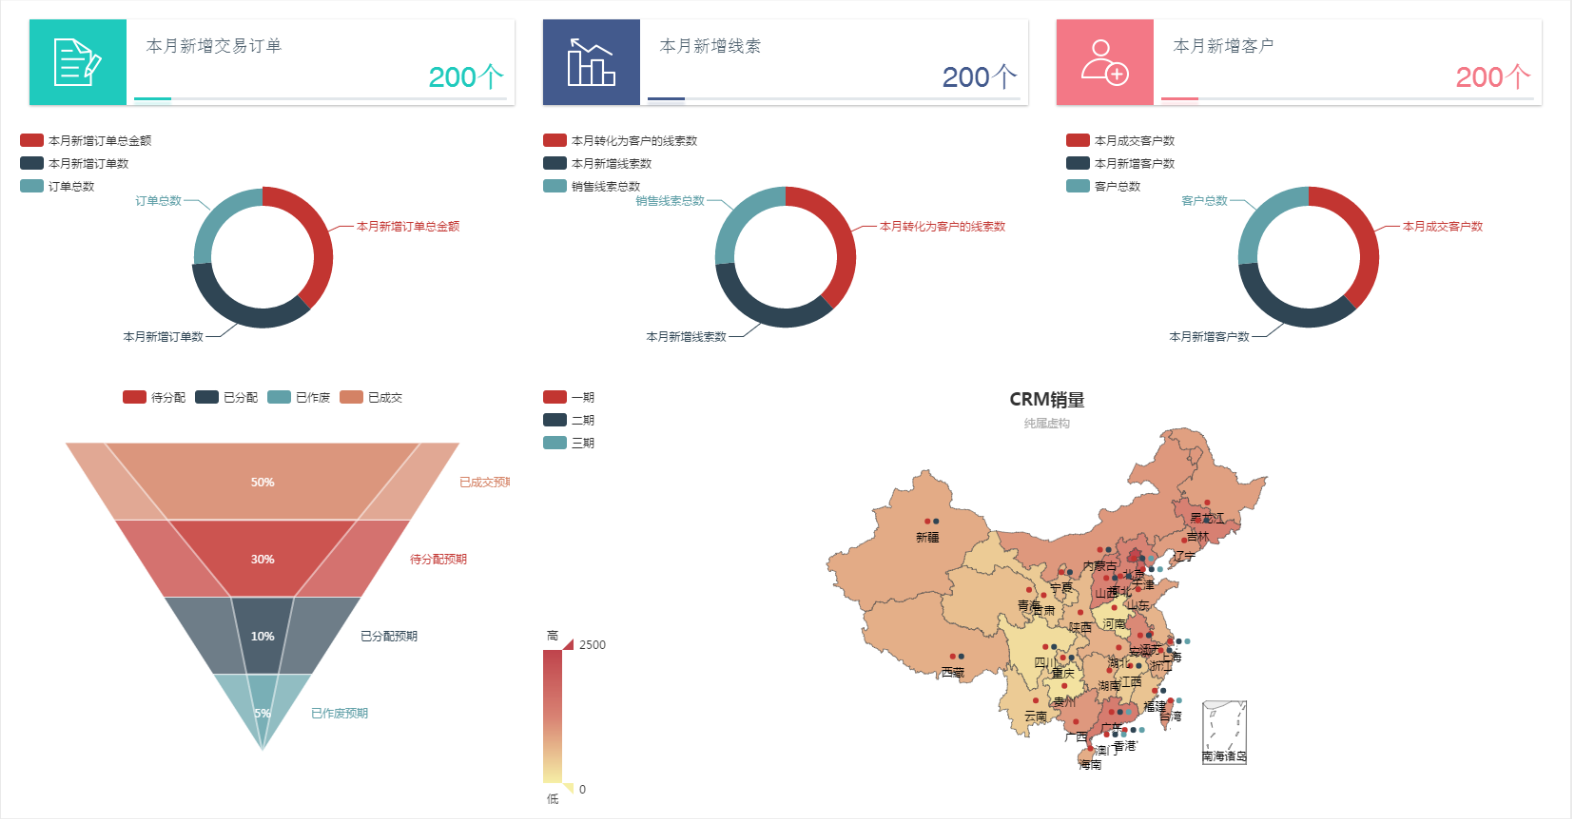 本月新增交易订单
200个
本月新增线索
200个
本月新增客户
200个
本月新增订单总金额
本月新增订单数
订单总数
订单总数
本月新增订单总金额
本月新增订单数
本月转化为客户的线索数
本月新增线索数
销售线索总数
销售线索总数
本月转化为客户的线索数
本月新增线索数
本月成交客户数
本月新增客户数
客户总数
客户总数
本月成交客户数
本月新增客户数
待分配 已分配 已作废 已成交
50%
已成交预期
30%
待分配预期
10%
已分配预期
5%
已作废预期
一期
二期
三期
CRM销量
纯属虚构
高
2500
0
低
黑龙江
吉林
辽宁
新疆
内蒙古
北京
天津
宁夏
山西
河北
青海
甘肃
山东
陕西
河南
江苏
安徽
上海
四川
湖北
浙江
重庆
西藏
湖南
江西
贵州
福建
台湾
云南
广东
广西
香港
澳门
海南
南海诸岛